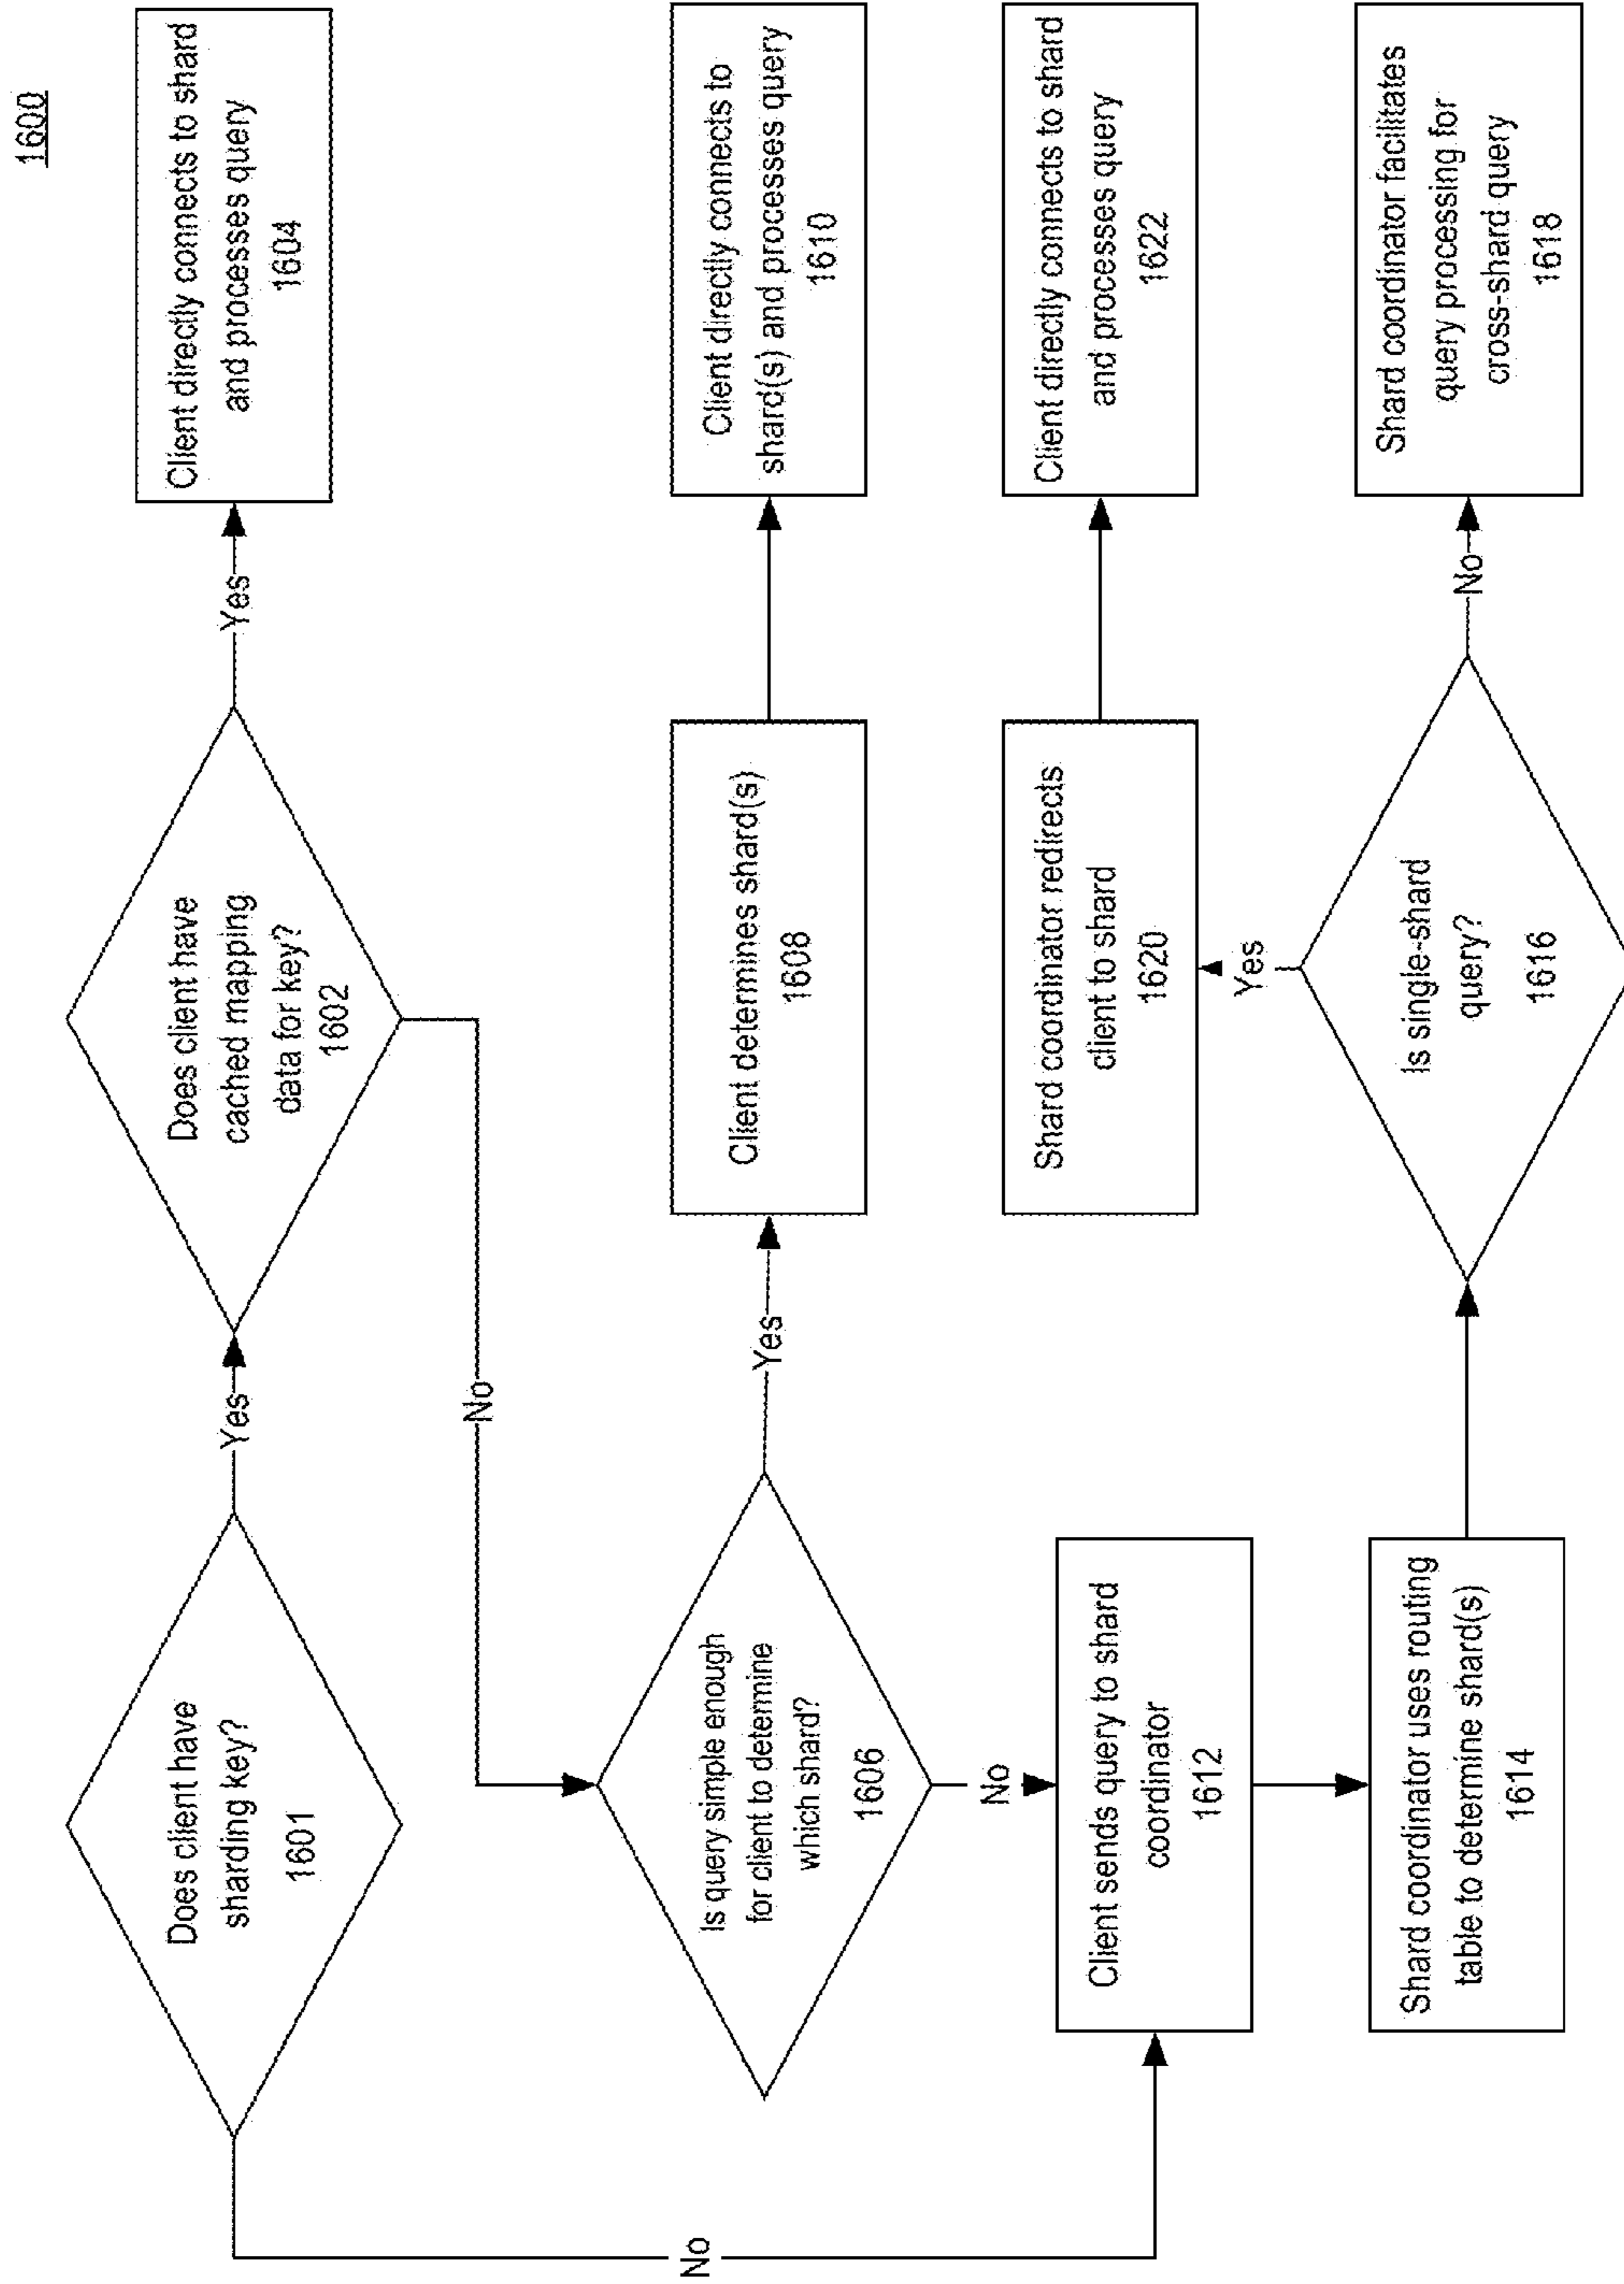 1600
Does client have
sharding key?
1601
Yes
Does client have
cached mapping
data for key?
1602
Yes
Client directly connects to shard
and processes query
1604
No
No
Is query simple enough
for client to determine
which shard?
1606
Yes
Client determines shard(s)
1608
Client directly connects to
shard(s) and processes query
1610
No
Client sends query to shard
coordinator
1612
Shard coordinator uses routing
table to determine shard(s)
1614
Is single-shard
query?
1616
Yes
Shard coordinator redirects
client to shard
1620
Client directly connects to shard
and processes query
1622
No
Shard coordinator facilitates
query processing for
cross-shard query
1618